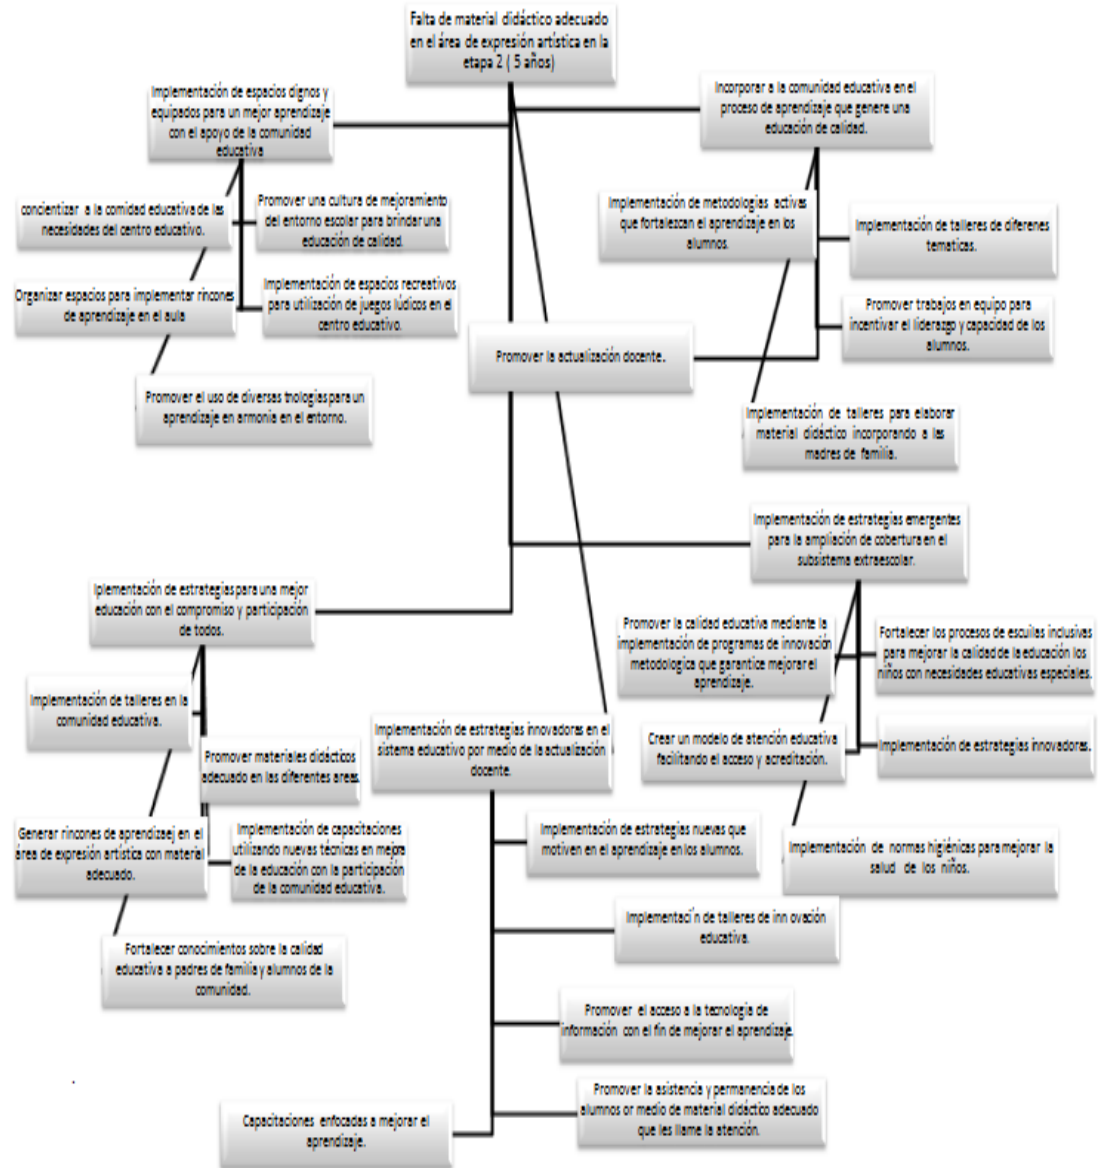 Falta de material didáctico adecuado
en el área de expresión artística en la
etapa 2 ( 5 años)
Implementación de espacios dignos y
equipados para un mejor aprendizaje
con el apoyo de la comunidad
educativa
Incorporar a la comunidad educativa en el
proceso de aprendizaje que genere una
educación de calidad.
concientizar a la comidad educativa de las
necesidades del centro educativo.
Promover una cultura de mejoramiento
del entorno escolar para brindar una
educación de calidad.
Organizar espacios para implementar rincones
de aprendizaje en el aula
Implementación de espacios recreativos
para utilización de juegos lúdicos en el
centro educativo.
Promover el uso de diversas tnologias para un
aprendizaje en armonia en el entorno.
Implementación de metodologias activas
que fortalezcan el aprendizaje en los
alumnos.
Implementación de talleres de diferenes
tematicas.
Promover trabajos en equipo para
incentivar el liderazgo y capacidad de los
alumnos.
Promover la actualización docente.
Implementación de talleres para elaborar
material didáctico incorporando a las
madres de familia.
Implementación de estrategias emergentes
para la ampliación de cobertura en el
subsistema extraescolar.
Iplementación de estrategias para una mejor
educación con el compromiso y participación
de todos.
Promover la calidad educativa mediante la
implementación de programas de innovación
metodologica que garantice mejorar el
aprendizaje.
Fortalecer los procesos de escuilas inclusivas
para mejorar la calidad de la educación los
niños con necesidades educativas especiales.
Implementación de talleres en la
comunidad educativa.
Promover materiales didácticos
adecuado en las diferentes areas.
Implementación de estrategias innovadoras en el
sistema educativo por medio de la actualización
docente.
Crear un modelo de atención educativa
facilitando el acceso y acreditación.
Implementación de estrategias innovadoras.
Generar rincones de aprendizaej en el
área de expresión artística con material
adecuado.
Implementación de capacitaciones
utilizando nuevas técnicas en mejora
de la educación con la participación
de la comunidad educativa.
Implementación de estrategias nuevas que
motiven en el aprendizaje en los alumnos.
Implementación de normas higiénicas para mejorar la
salud de los niños.
Fortalecer conocimientos sobre la calidad
educativa a padres de familia y alumnos de la
comunidad.
Implementacín de talleres de inn ovación
educativa.
Promover el acceso a la tecnologia de
información con el fin de mejorar el aprendizaje.
Promover la asistencia y permanencia de los
alumnos or medio de material didáctico adecuado
que les llame la atención.
Capacitaciones enfocadas a mejorar el
aprendizaje.
.